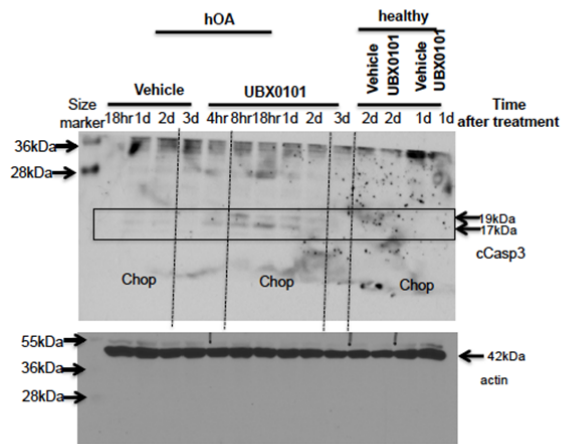 hOA
healthy
Vehicle
UBX0101
Vehicle
UBX0101
Vehicle
UBX0101
Size
marker
18hr 1d 2d 3d 4hr 8hr 18hr 1d 2d 3d 2d 2d 1d 1d
Time
after treatment
36kDa
28kDa
19kDa
17kDa
cCasp3
Chop Chop Chop
55kDa
36kDa
28kDa
42kDa
actin